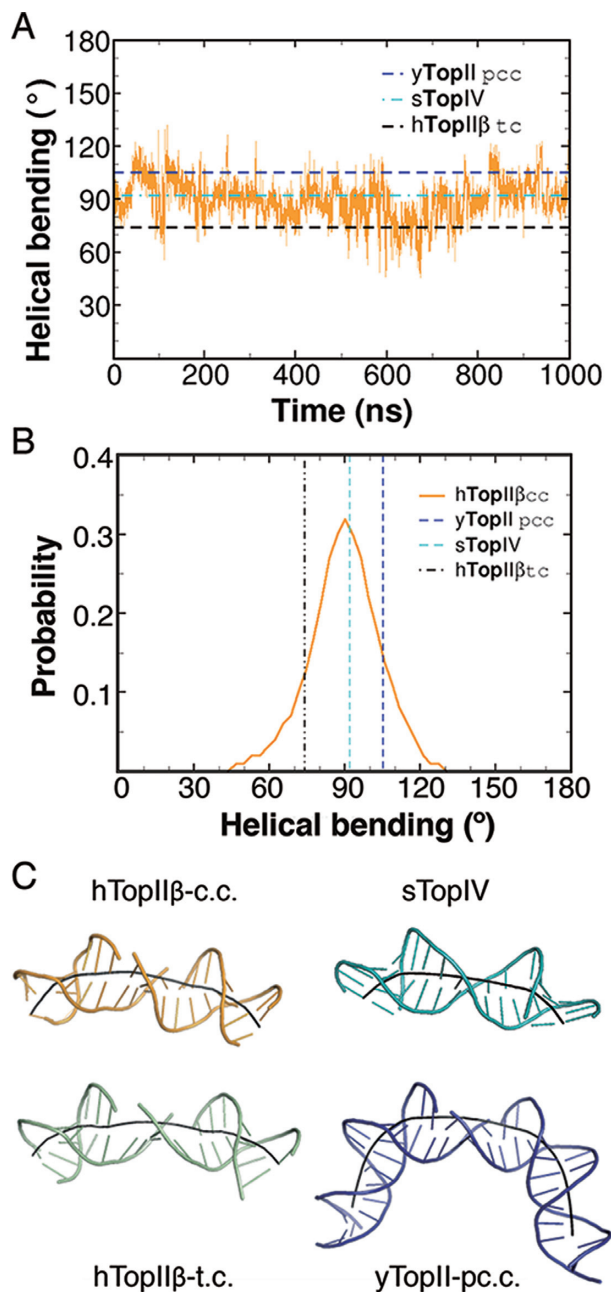 A
Helical bending (°)
180
150
120
90
60
30
yTopII pcc
sTopIV
hTopIIβ tc
0 200 400 600 800 1000
Time (ns)
B
Probability
0.4
0.3
0.2
0.1
hTopIIβcc
yTopII pcc
sTopIV
hTopIIβtc
0 30 60 90 120 150 180
Helical bending (º)
C
hTopIIβ-c.c. sTopIV
hTopIIβ-t.c. yTopII-pc.c.